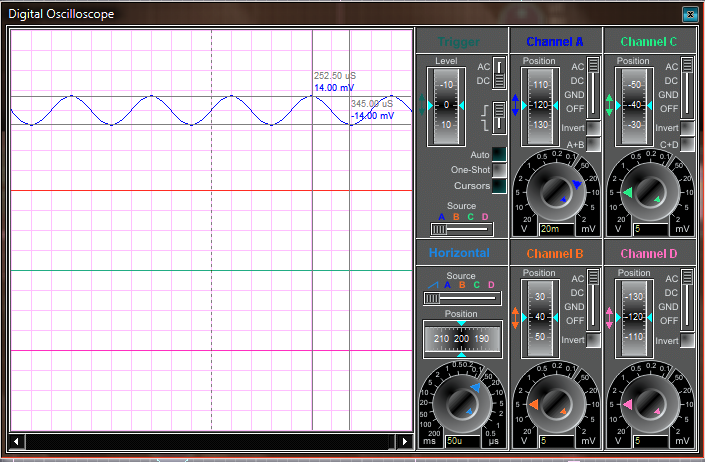 Digital Oscilloscope
252.50 uS
14.00 mV
345.00 uS
-14.00 mV
Trigger
Level
-10
0
10
AC
DC
Auto
One-Shot
Cursors
Source
A B C D
Channel A
Position
110
120
130
AC
DC
GND
OFF
Invert
A+B
0.5 0.2 0.1
1
2
5
10
20
50
20
10
5
2
V
20m
mV
Channel C
Position
-50
-40
-30
AC
DC
GND
OFF
Invert
C+D
0.5 0.2 0.1
1
2
5
10
20
50
20
10
5
2
V
5
mV
Horizontal
Source
A B C D
Position
210 200 190
1 0.5 0.2 0.1
2
5
10
20
50
100
200
50
20
10
5
2
1
0.5
ms
50u
µs
Channel B
Position
30
40
50
AC
DC
GND
OFF
Invert
0.5 0.2 0.1
1
2
5
10
20
50
20
10
5
2
V
5
mV
Channel D
Position
-130
-120
-110
AC
DC
GND
OFF
Invert
0.5 0.2 0.1
1
2
5
10
20
50
20
10
5
2
V
5
mV